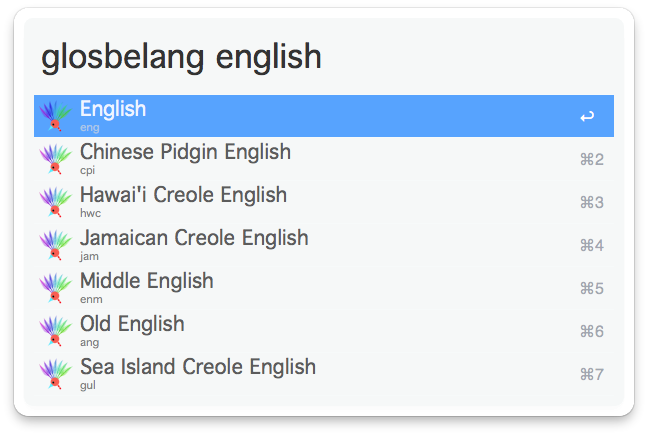 glosbelang english
English ↩
eng
Chinese Pidgin English ⌘2
cpi
Hawai'i Creole English ⌘3
hwc
Jamaican Creole English ⌘4
jam
Middle English ⌘5
enm
Old English ⌘6
ang
Sea Island Creole English ⌘7
gul